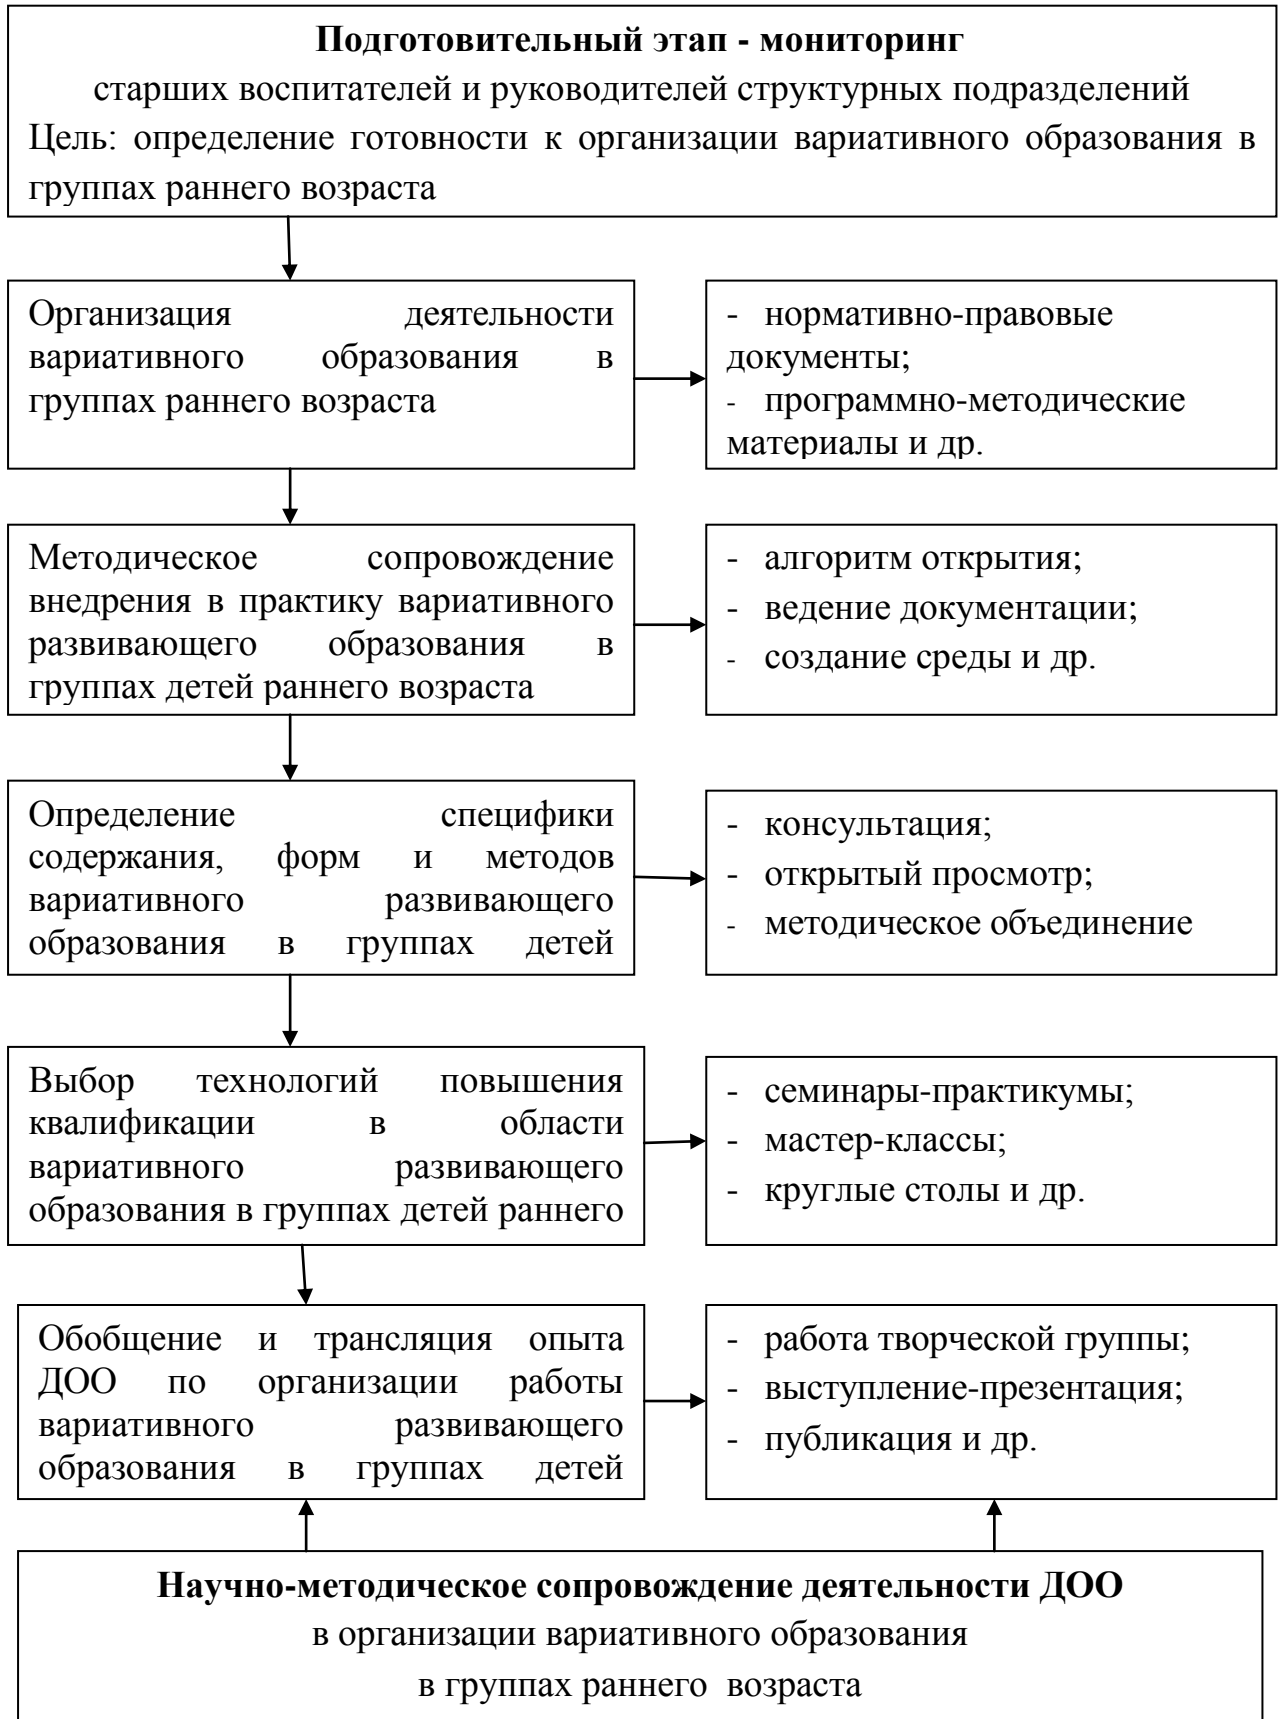 Подготовительный этап - мониторинг
старших воспитателей и руководителей структурных подразделений
Цель: определение готовности к организации вариативного образования в
группах раннего возраста
Организация деятельности
вариативного образования в
группах раннего возраста
- нормативно-правовые
документы;
- программно-методические
материалы и др.
Методическое сопровождение
внедрения в практику вариативного
развивающего образования в
группах детей раннего возраста
- алгоритм открытия;
- ведение документации;
- создание среды и др.
Определение специфики
содержания, форм и методов
вариативного развивающего
образования в группах детей
- консультация;
- открытый просмотр;
- методическое объединение
Выбор технологий повышения
квалификации в области
вариативного развивающего
образования в группах детей раннего
- семинары-практикумы;
- мастер-классы;
- круглые столы и др.
Обобщение и трансляция опыта
ДОО по организации работы
вариативного развивающего
образования в группах детей
- работа творческой группы;
- выступление-презентация;
- публикация и др.
Научно-методическое сопровождение деятельности ДОО
в организации вариативного образования
в группах раннего возраста